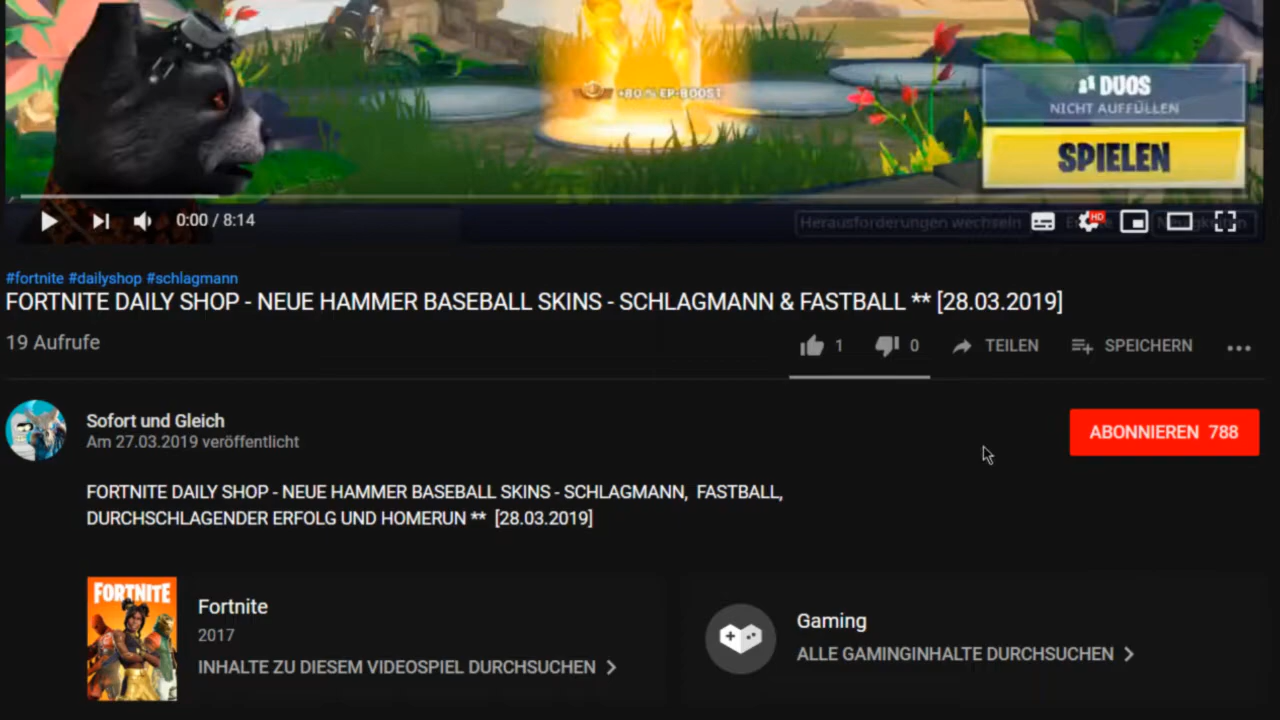 +80 % EP-BOOST
DUOS
NICHT AUFFÜLLEN
SPIELEN
0:00 / 8:14
Herausforderungen wechseln
HD
#fortnite #dailyshop #schlagmann
FORTNITE DAILY SHOP - NEUE HAMMER BASEBALL SKINS - SCHLAGMANN & FASTBALL ** [28.03.2019]
19 Aufrufe
1 0 TEILEN SPEICHERN
Sofort und Gleich
Am 27.03.2019 veröffentlicht
ABONNIEREN 788
FORTNITE DAILY SHOP - NEUE HAMMER BASEBALL SKINS - SCHLAGMANN, FASTBALL,
DURCHSCHLAGENDER ERFOLG UND HOMERUN ** [28.03.2019]
FORTNITE
Fortnite
2017
INHALTE ZU DIESEM VIDEOSPIEL DURCHSUCHEN
Gaming
ALLE GAMINGINHALTE DURCHSUCHEN